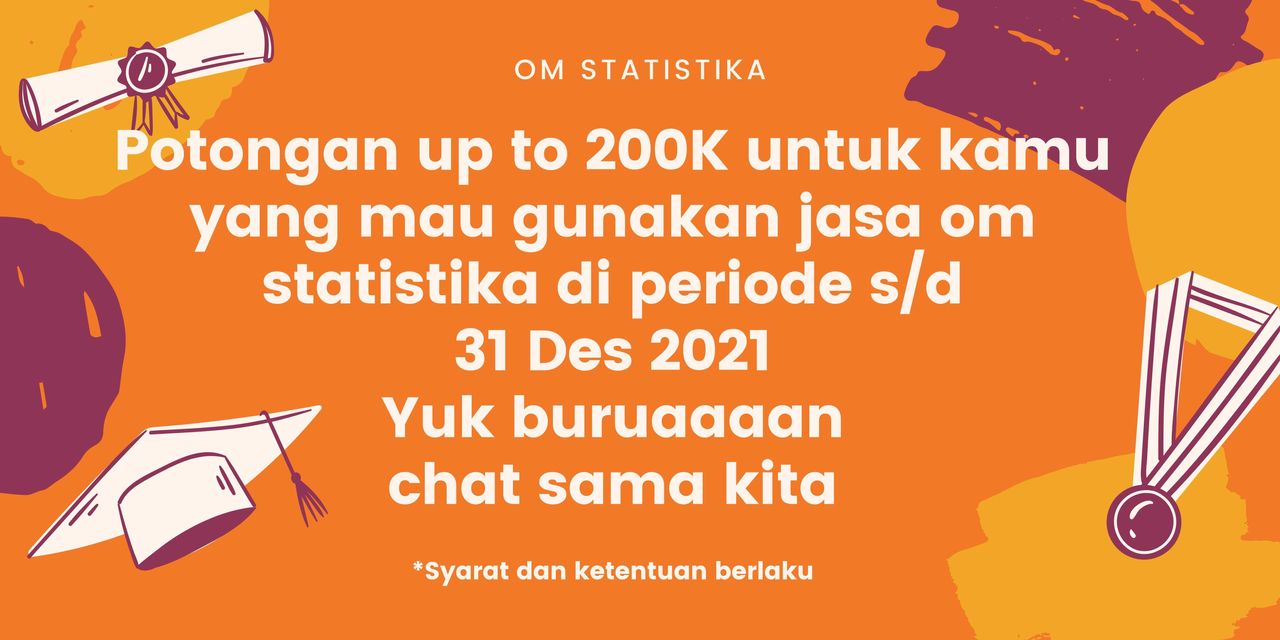 OM STATISTIKA
Potongan up to 200K untuk kamu
yang mau gunakan jasa om
statistika di periode s/d
31 Des 2021
Yuk buruaaaan
chat sama kita
*Syarat dan ketentuan berlaku